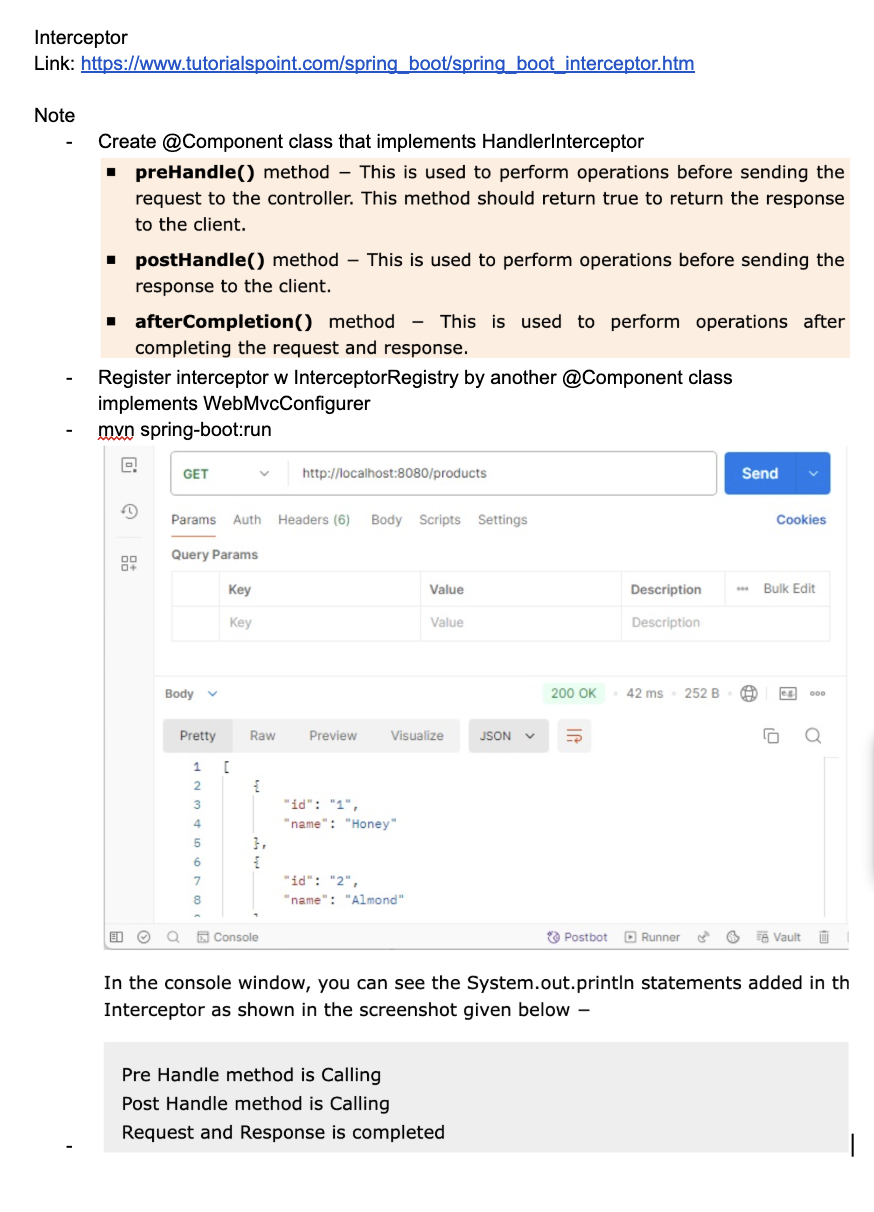 Interceptor
Link: https://www.tutorialspoint.com/spring_boot/spring_boot_interceptor.htm
Note
- Create @Component class that implements HandlerInterceptor
▪ preHandle() method − This is used to perform operations before sending the
request to the controller. This method should return true to return the response
to the client.
▪ postHandle() method − This is used to perform operations before sending the
response to the client.
▪ afterCompletion() method − This is used to perform operations after
completing the request and response.
- Register interceptor w InterceptorRegistry by another @Component class
implements WebMvcConfigurer
- mvn spring-boot:run
GET http://localhost:8080/products Send
Params Auth Headers (6) Body Scripts Settings Cookies
Query Params
Key Value Description ••• Bulk Edit
Key Value Description
Body 200 OK • 42 ms • 252 B • e.g. ooo
Pretty Raw Preview Visualize JSON
1 [
2 {
3 "id": "1",
4 "name": "Honey"
5 },
6 {
7 "id": "2",
8 "name": "Almond"
Console Postbot Runner Vault
In the console window, you can see the System.out.println statements added in th
Interceptor as shown in the screenshot given below −
Pre Handle method is Calling
Post Handle method is Calling
Request and Response is completed
-